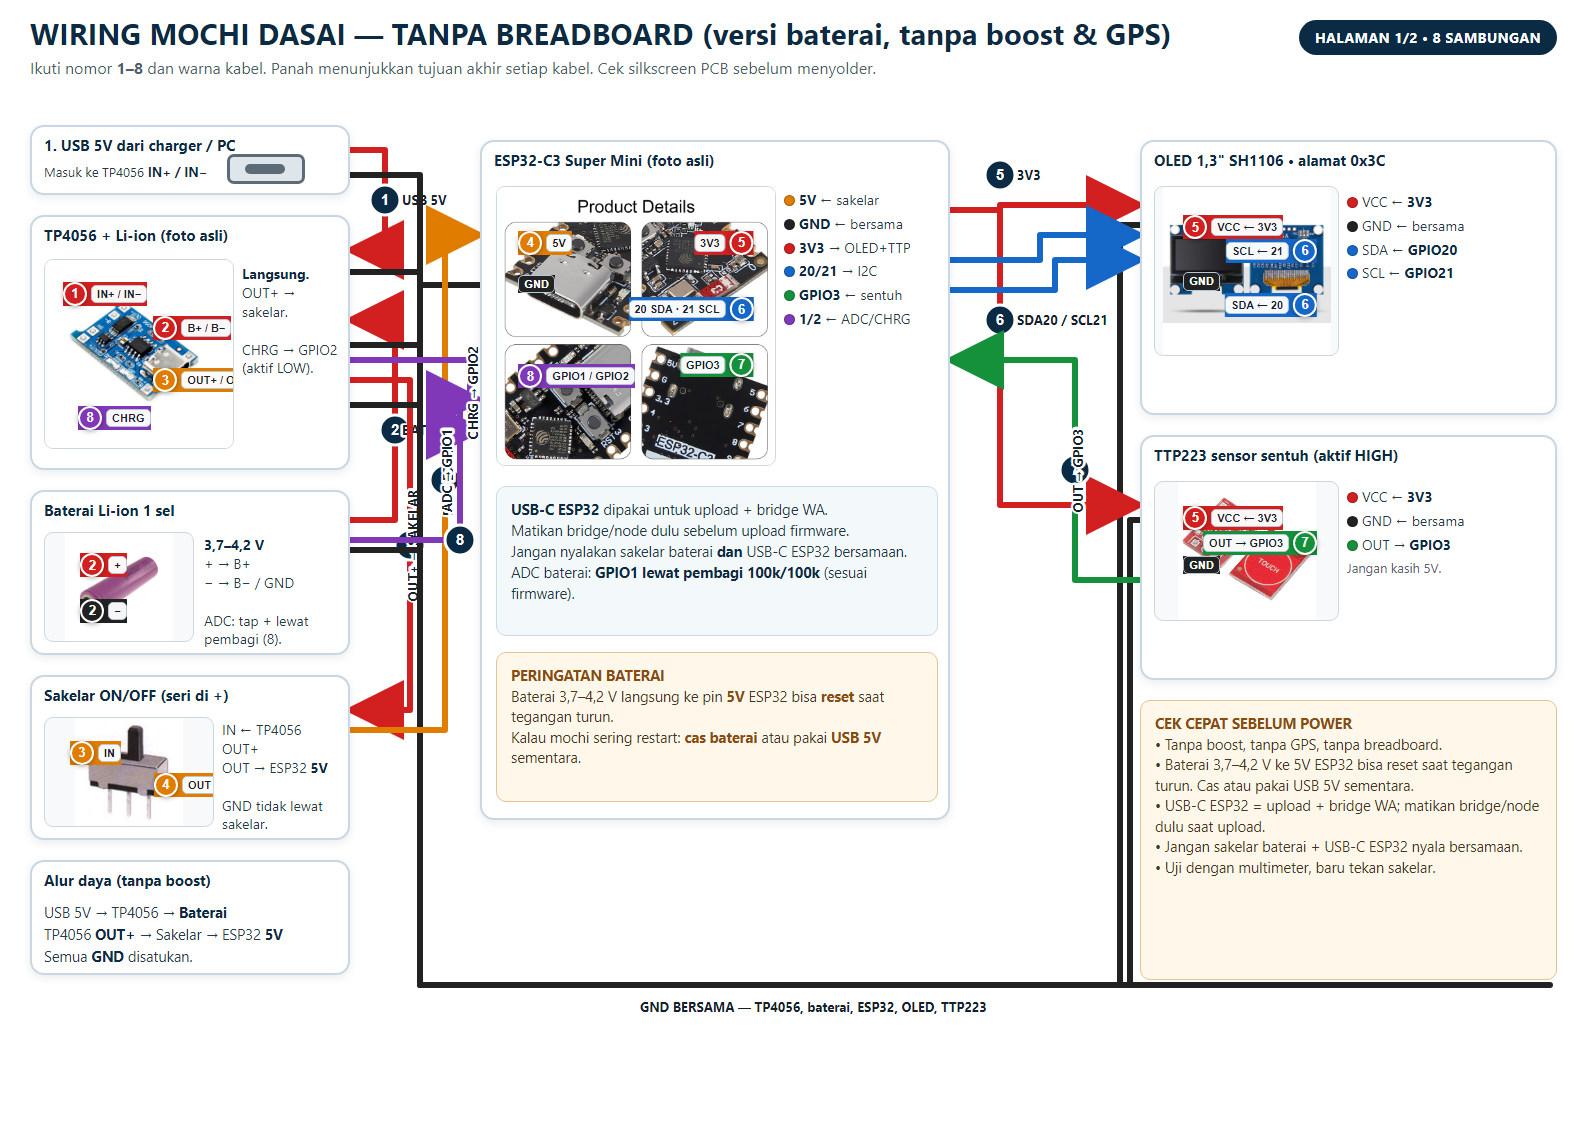 WIRING MOCHI DASAI — TANPA BREADBOARD (versi baterai, tanpa boost & GPS)
HALAMAN 1/2 • 8 SAMBUNGAN
Ikuti nomor 1–8 dan warna kabel. Panah menunjukkan tujuan akhir setiap kabel. Cek silkscreen PCB sebelum menyolder.
1. USB 5V dari charger / PC
Masuk ke TP4056 IN+ / IN−
1 USB 5V
TP4056 + Li-ion (foto asli)
1 IN+ / IN−
2 B+ / B−
3 OUT+ / O
8 CHRG
Langsung.
OUT+ →
sakelar.
CHRG → GPIO2
(aktif LOW).
2 BAT
CHRG → GPIO2
ADC → GPIO1
OUT+ → SAKELAR
8
Baterai Li-ion 1 sel
2 +
2 −
3,7–4,2 V
+ → B+
− → B− / GND
ADC: tap + lewat
pembagi (8).
Sakelar ON/OFF (seri di +)
3 IN
4 OUT
IN ← TP4056
OUT+
OUT → ESP32 5V
GND tidak lewat
sakelar.
Alur daya (tanpa boost)
USB 5V → TP4056 → Baterai
TP4056 OUT+ → Sakelar → ESP32 5V
Semua GND disatukan.
ESP32-C3 Super Mini (foto asli)
Product Details
4 5V
GND
3V3 5
20 SDA · 21 SCL 6
8 GPIO1 / GPIO2
GPIO3 7
ESP32-C3
5V ← sakelar
GND ← bersama
3V3 → OLED+TTP
20/21 → I2C
GPIO3 ← sentuh
1/2 ← ADC/CHRG
USB-C ESP32 dipakai untuk upload + bridge WA.
Matikan bridge/node dulu sebelum upload firmware.
Jangan nyalakan sakelar baterai dan USB-C ESP32 bersamaan.
ADC baterai: GPIO1 lewat pembagi 100k/100k (sesuai
firmware).
PERINGATAN BATERAI
Baterai 3,7–4,2 V langsung ke pin 5V ESP32 bisa reset saat
tegangan turun.
Kalau mochi sering restart: cas baterai atau pakai USB 5V
sementara.
5 3V3
6 SDA20 / SCL21
OUT → GPIO3
OLED 1,3" SH1106 • alamat 0x3C
5 VCC ← 3V3
SCL ← 21 6
GND
SDA ← 20 6
VCC ← 3V3
GND ← bersama
SDA ← GPIO20
SCL ← GPIO21
TTP223 sensor sentuh (aktif HIGH)
5 VCC ← 3V3
OUT → GPIO3 7
GND
TOUCH
VCC ← 3V3
GND ← bersama
OUT → GPIO3
Jangan kasih 5V.
CEK CEPAT SEBELUM POWER
• Tanpa boost, tanpa GPS, tanpa breadboard.
• Baterai 3,7–4,2 V ke 5V ESP32 bisa reset saat tegangan
turun. Cas atau pakai USB 5V sementara.
• USB-C ESP32 = upload + bridge WA; matikan bridge/node
dulu saat upload.
• Jangan sakelar baterai + USB-C ESP32 nyala bersamaan.
• Uji dengan multimeter, baru tekan sakelar.
GND BERSAMA — TP4056, baterai, ESP32, OLED, TTP223